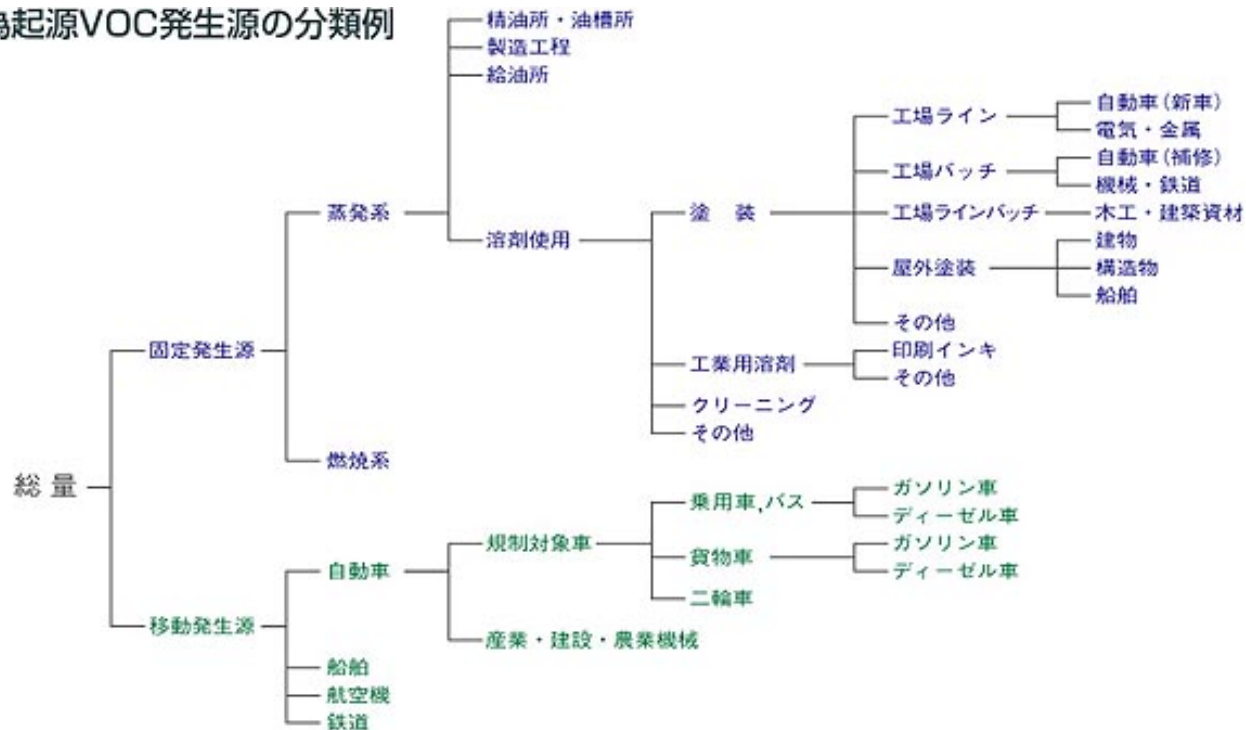 為起源VOC発生源の分類例
総 量
固定発生源
蒸発系
精油所・油槽所
製造工程
給油所
溶剤使用
塗 装
工場ライン
自動車(新車)
電気・金属
工場バッチ
自動車(補修)
機械・鉄道
工場ラインバッチ
木工・建築資材
屋外塗装
建物
構造物
船舶
その他
工業用溶剤
印刷インキ
その他
クリーニング
その他
燃焼系
移動発生源
自動車
規制対象車
乗用車,バス
ガソリン車
ディーゼル車
貨物車
ガソリン車
ディーゼル車
二輪車
産業・建設・農業機械
船舶
航空機
鉄道